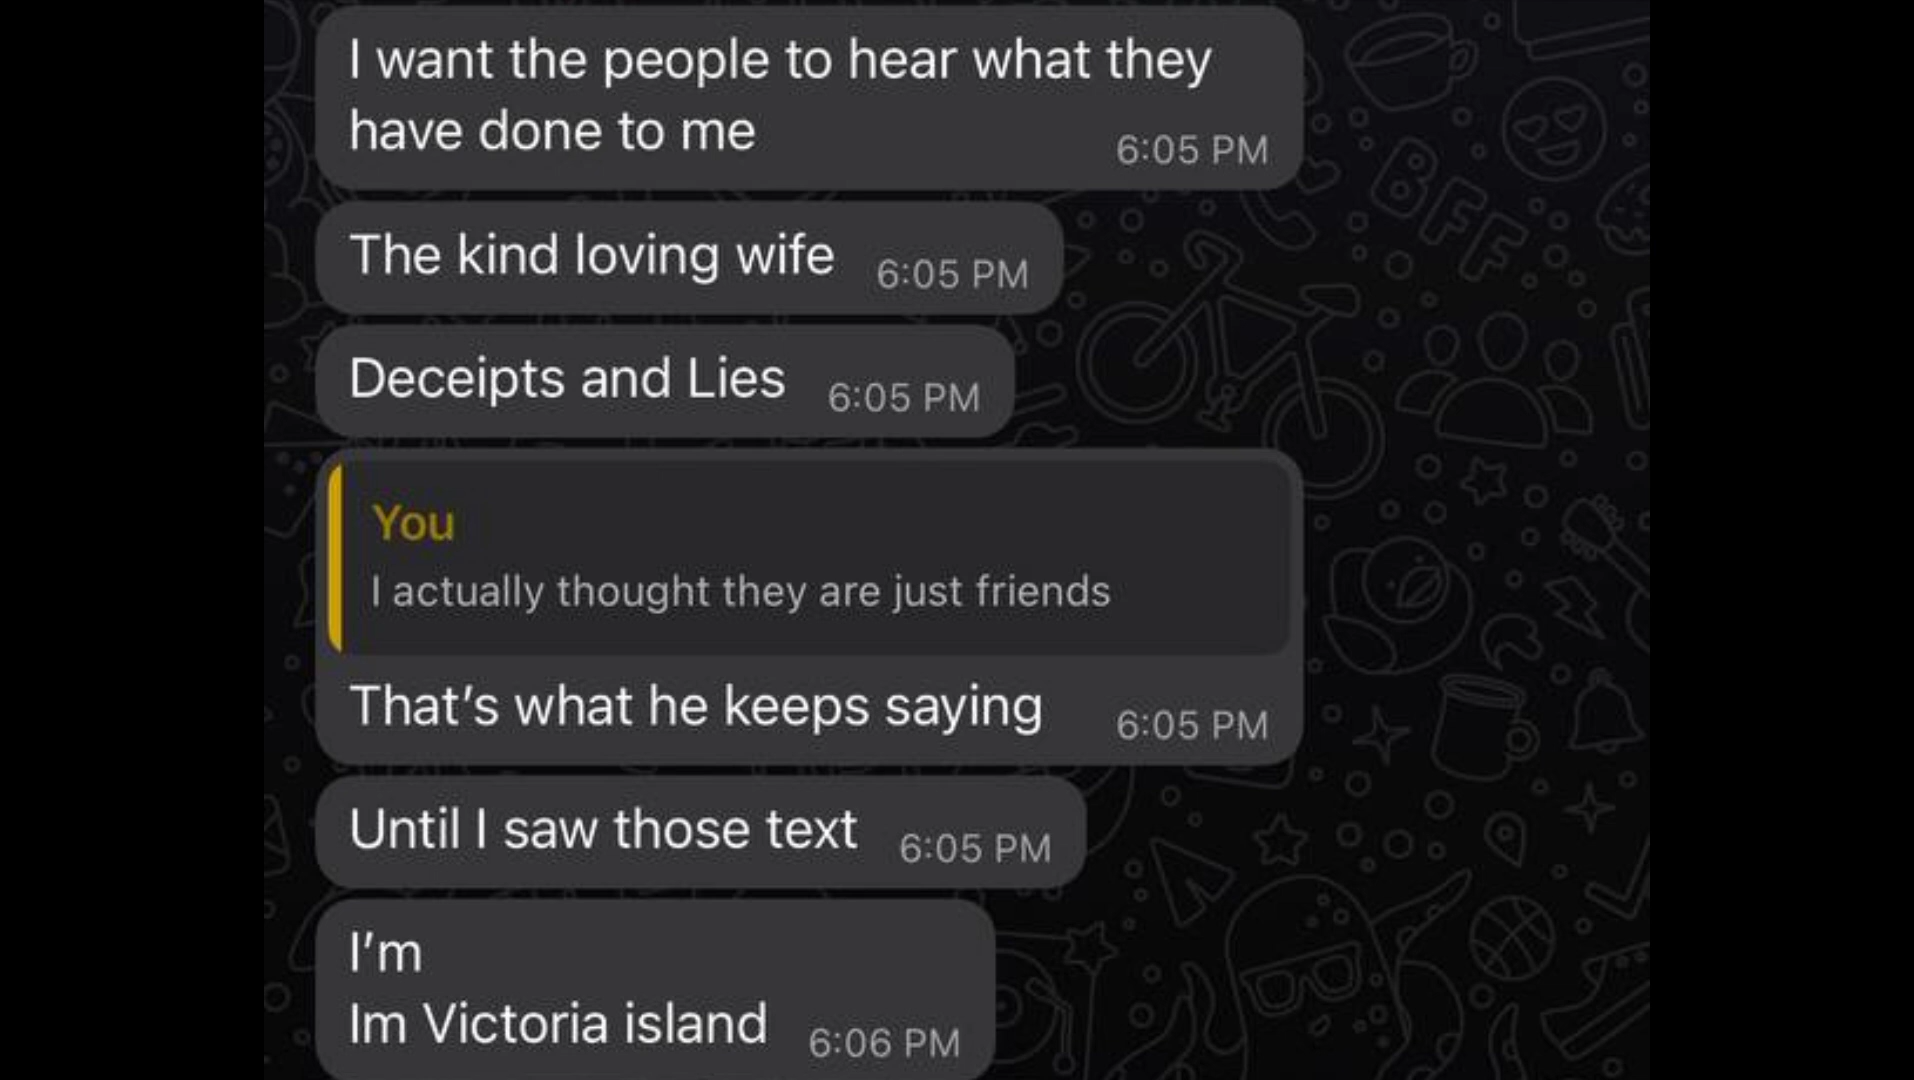 I want the people to hear what they
have done to me
6:05 PM
The kind loving wife 6:05 PM
Deceipts and Lies 6:05 PM
You
I actually thought they are just friends
That’s what he keeps saying 6:05 PM
Until I saw those text 6:05 PM
I’m
Im Victoria island 6:06 PM
BFF